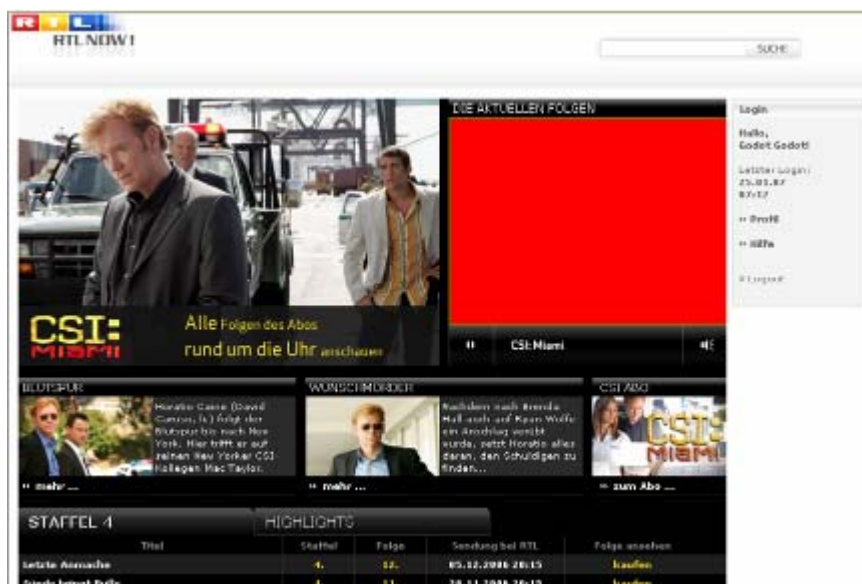 RTL
RTL NOW!
SUCHE
DIE AKTUELLEN FOLGEN
Login
Hallo,
Godot Godot!
Letzter Login:
25.01.07
07:17
Profil
Hilfe
Logout
CSI:
MIAMI
Alle Folgen des Abos
rund um die Uhr anschauen
CSI: Miami
BLUTSPUR
Horatio Caine (David
Caruso, li.) folgt der
Blutspur bis nach New
York. Hier trifft er auf
seinen New Yorker CSI-
Kollegen Mac Taylor.
mehr ...
WUNSCHMÖRDER
Nachdem nach Brenda
Hall auch auf Ryan Wolfe
ein Anschlag verübt
wurde, setzt Horatio alles
daran, den Schuldigen zu
finden...
mehr ...
CSI ABO
CSI:
MIAMI
zum Abo ...
STAFFEL 4
HIGHLIGHTS
Titel Staffel Folge Sendung bei RTL Folge ansehen
Letzte Anmache 4. 12. 05.12.2006 20:15 kaufen